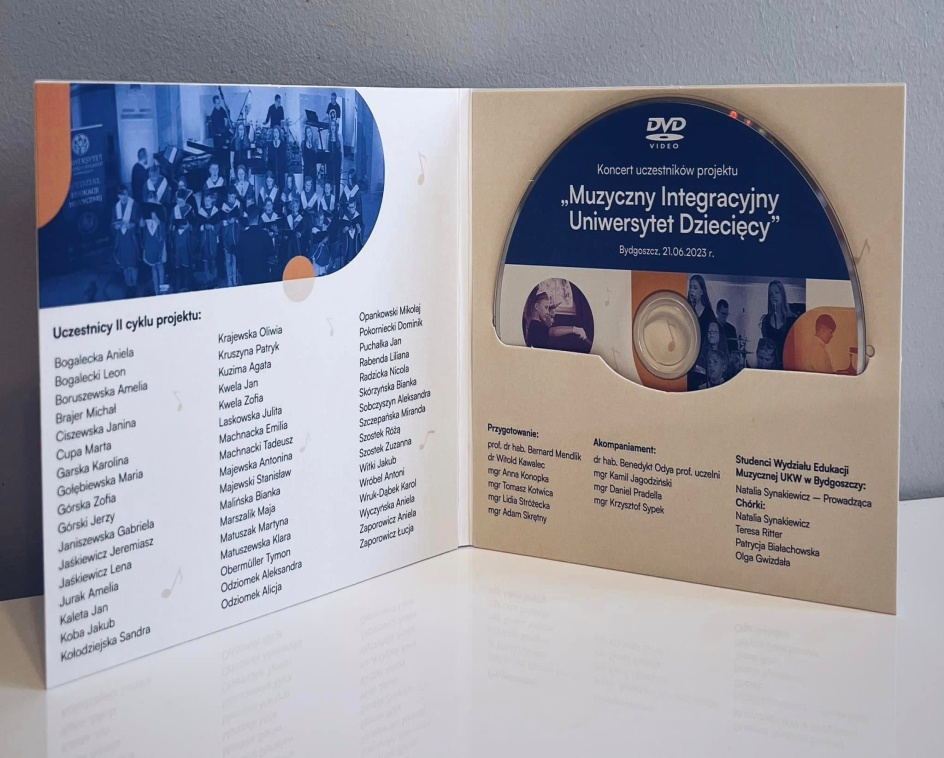 Uczestnicy II cyklu projektu:
Bogalecka Aniela
Bogalecki Leon
Boruszewska Amelia
Brajer Michał
Ciszewska Janina
Cupa Marta
Garska Karolina
Gołębiewska Maria
Górska Zofia
Górski Jerzy
Janiszewska Gabriela
Jaśkiewicz Jeremiasz
Jaśkiewicz Lena
Jurak Amelia
Kaleta Jan
Koba Jakub
Kołodziejska Sandra
Krajewska Oliwia
Kruszyna Patryk
Kuzima Agata
Kwela Jan
Kwela Zofia
Laskowska Julita
Machnacka Emilia
Machnacki Tadeusz
Majewska Antonina
Majewski Stanisław
Malińska Bianka
Marszalik Maja
Matuszak Martyna
Matuszewska Klara
Obermüller Tymon
Odziomek Aleksandra
Odziomek Alicja
Opankowski Mikołaj
Pokorniecki Dominik
Puchalka Jan
Rabenda Liliana
Radzicka Nicola
Skórzyńska Bianka
Sobczyszyn Aleksandra
Szczepańska Miranda
Szostek Różą
Szostek Zuzanna
Witki Jakub
Wróbel Antoni
Wruk-Dąbek Karol
Wyczyńska Aniela
Zaporowicz Aniela
Zaporowicz Łucja
DVD
VIDEO
Koncert uczestników projektu
„Muzyczny Integracyjny
Uniwersytet Dziecięcy”
Bydgoszcz, 21.06.2023 r.
Przygotowanie:
prof. dr hab. Bernard Mendlik
dr Witold Kawalec
mgr Anna Konopka
mgr Tomasz Kotwica
mgr Lidia Stróżecka
mgr Adam Skrętny
Akompaniament:
dr hab. Benedykt Odya prof. uczelni
mgr Kamil Jagodziński
mgr Daniel Pradella
mgr Krzysztof Sypek
Studenci Wydziału Edukacji
Muzycznej UKW w Bydgoszczy:
Natalia Synakiewicz — Prowadząca
Chórki:
Natalia Synakiewicz
Teresa Ritter
Patrycja Białachowska
Olga Gwizdała